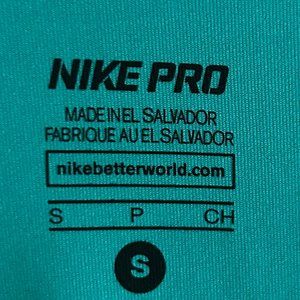 NIKE PRO
MADE IN EL SALVADOR
FABRIQUE AU EL SALVADOR
nikebetterworld.com
S P CH
S